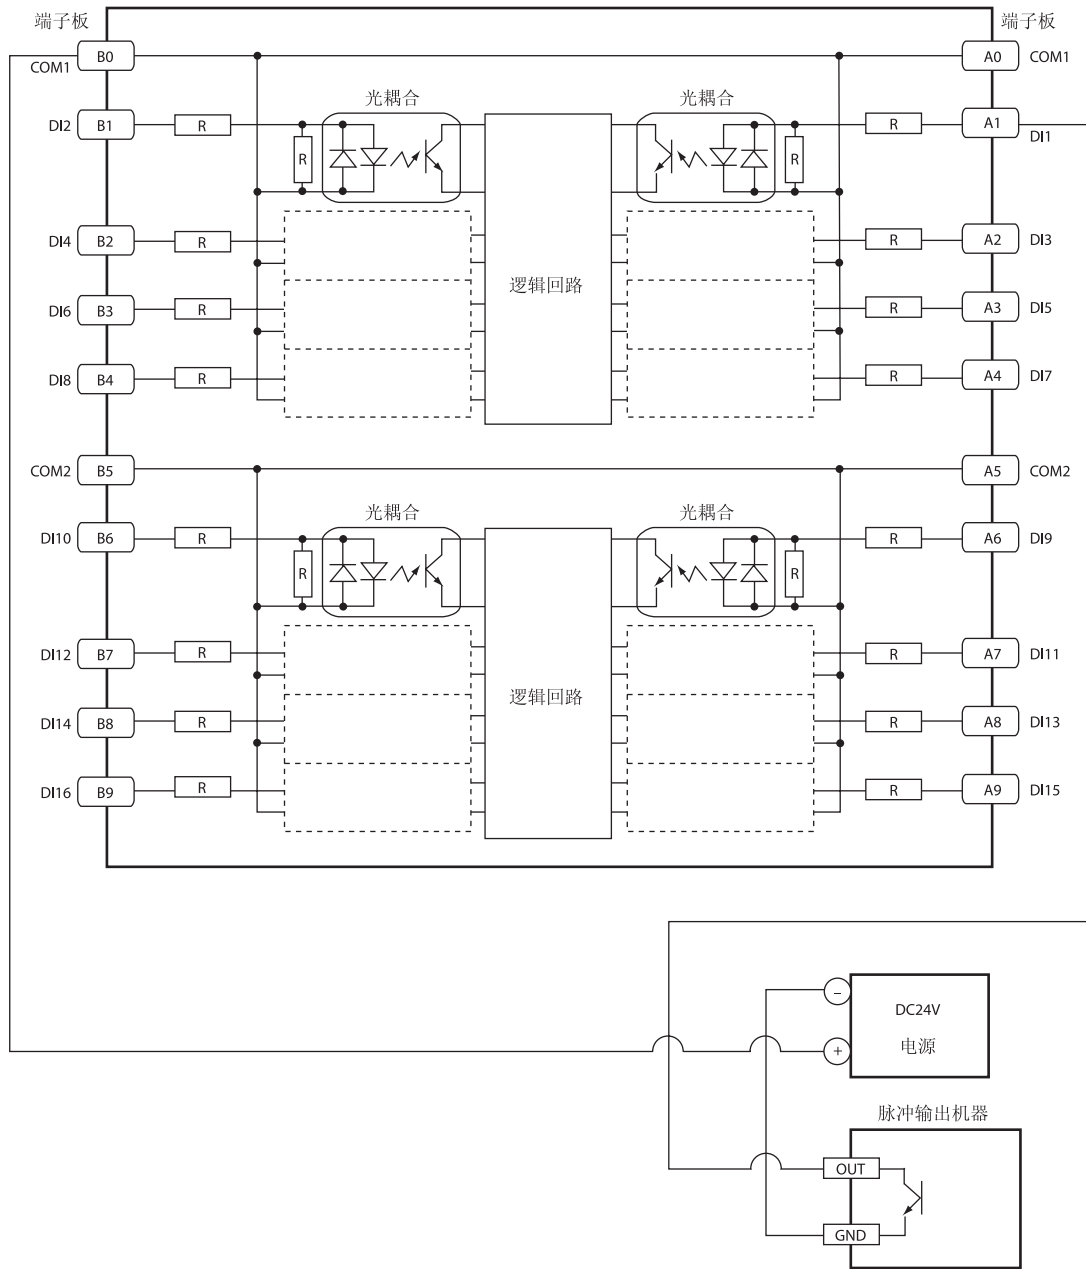 端子板 端子板
B0 A0 COM1
COM1
光耦合 光耦合
DI2 B1 R R A1
DI1
R R
DI4 B2 R R A2 DI3
逻辑回路
DI6 B3 R R A3 DI5
DI8 B4 R R A4 DI7
COM2 B5 A5 COM2
光耦合 光耦合
DI10 B6 R R A6 DI9
R R
DI12 B7 R R A7 DI11
逻辑回路
DI14 B8 R R A8 DI13
DI16 B9 R R A9 DI15
−
DC24V
电源
+
脉冲输出机器
OUT
GND